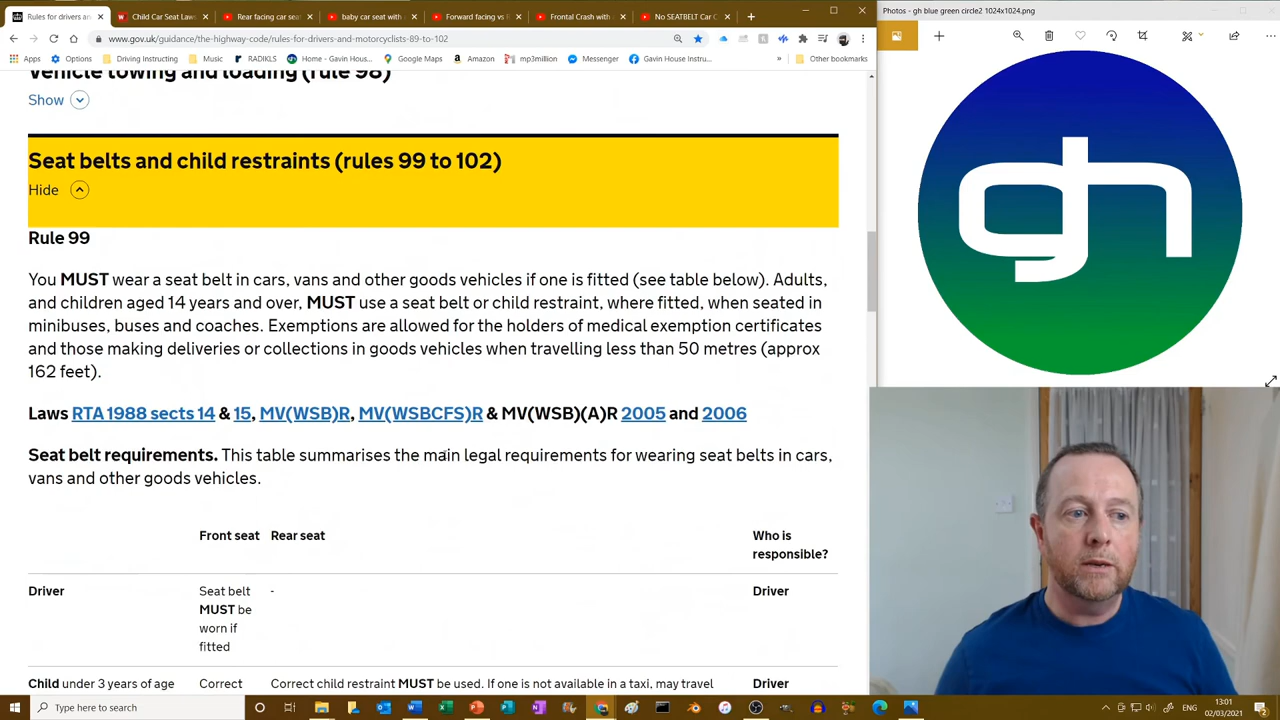 Rules for drivers an
Child Car Seat Laws
Rear facing car sea
baby car seat with
Forward facing vs R
Frontal Crash with
No SEATBELT Car C
Photos - gh blue green circle2 1024x1024.png
www.gov.uk/guidance/the-highway-code/rules-for-drivers-and-motorcyclists-89-to-102
Apps
Driving Instructing
Music
RADIKLS
Home - Gavin Hous...
Google Maps
Amazon
mp3million
Messenger
Gavin House Instru...
»
Other bookmarks
Vehicle towing and loading (rule 98)
Show
Seat belts and child restraints (rules 99 to 102)
Hide
Rule 99
You MUST wear a seat belt in cars, vans and other goods vehicles if one is fitted (see table below). Adults,
and children aged 14 years and over, MUST use a seat belt or child restraint, where fitted, when seated in
minibuses, buses and coaches. Exemptions are allowed for the holders of medical exemption certificates
and those making deliveries or collections in goods vehicles when travelling less than 50 metres (approx
162 feet).
Laws RTA 1988 sects 14 & 15, MV(WSB)R, MV(WSBCFS)R & MV(WSB)(A)R 2005 and 2006
Seat belt requirements. This table summarises the main legal requirements for wearing seat belts in cars,
vans and other goods vehicles.
Front seat Rear seat Who is
responsible?
Driver Seat belt - Driver
MUST be
worn if
fitted
Child under 3 years of age Correct Correct child restraint MUST be used. If one is not available in a taxi, may travel Driver
gh
Type here to search
ENG
13:01
02/03/2021
2